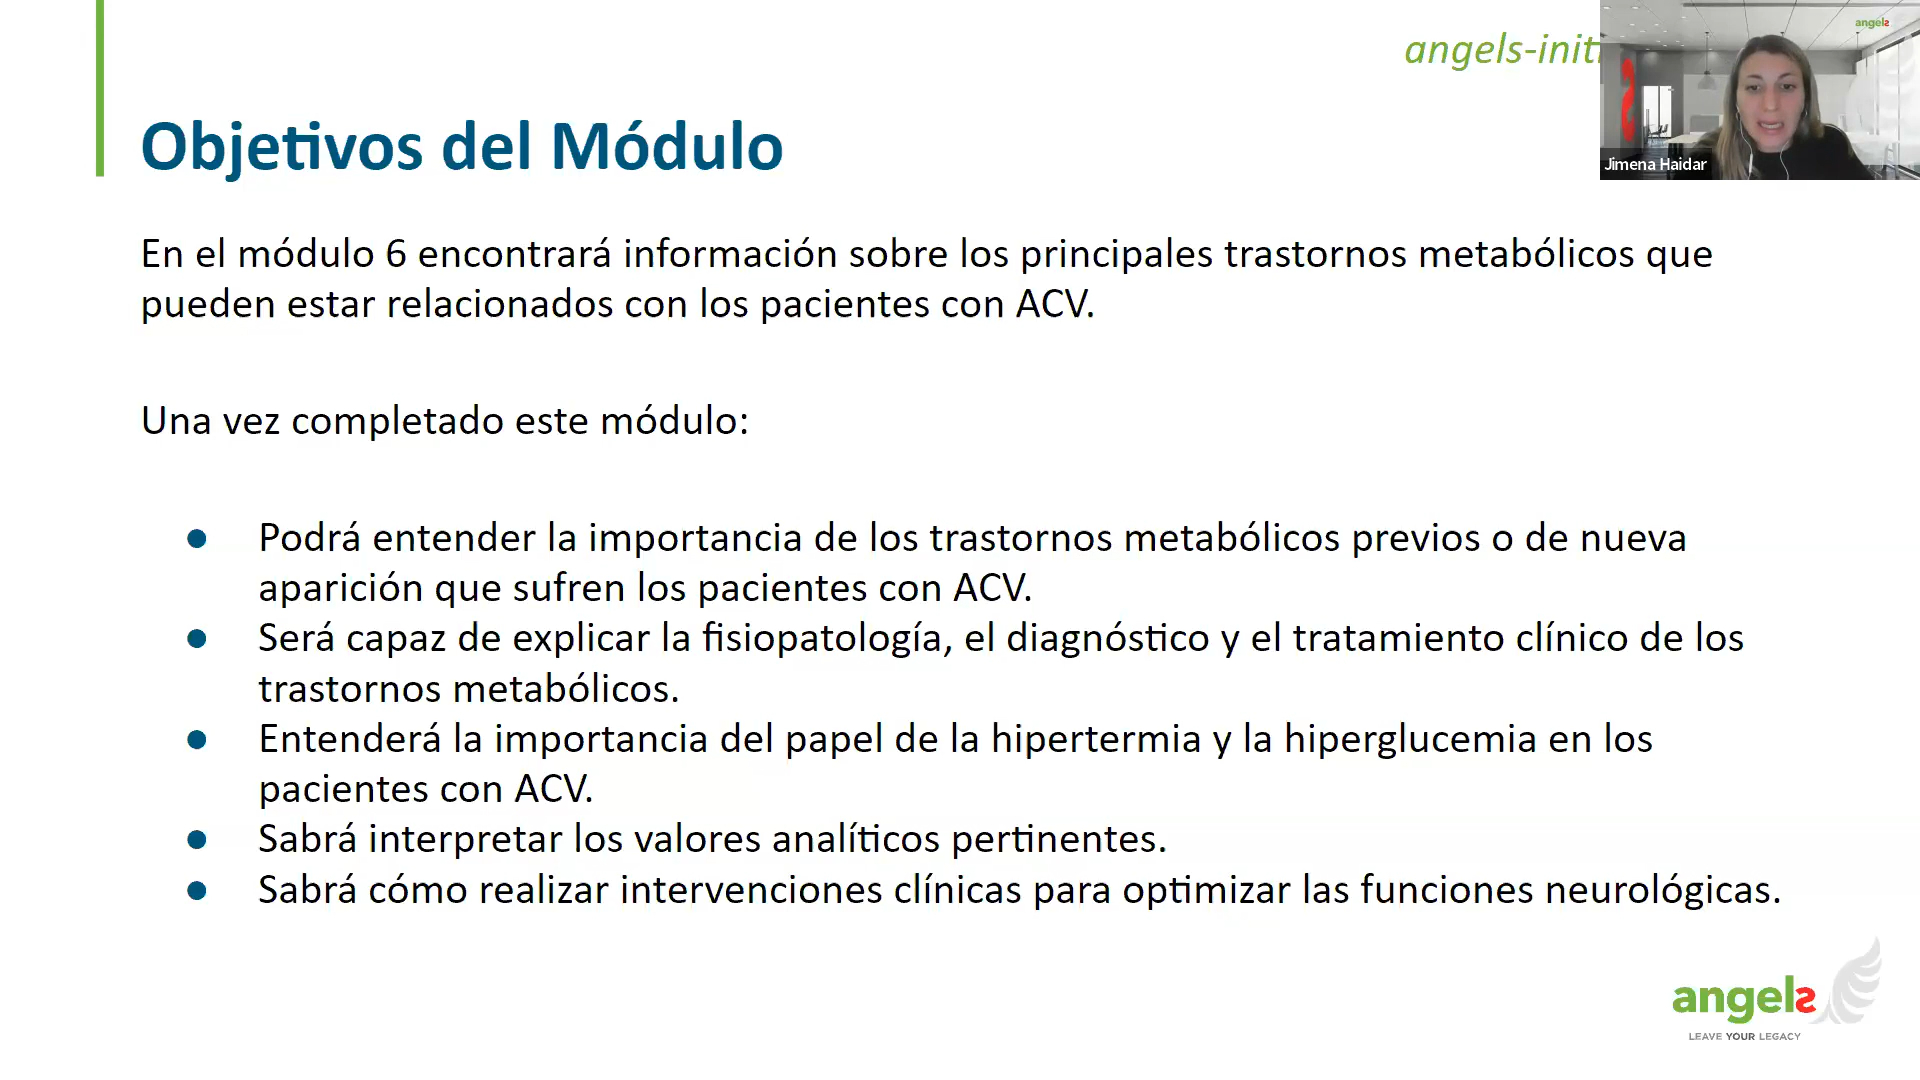 angels-init
angels
Jimena Haidar
Objetivos del Módulo
En el módulo 6 encontrará información sobre los principales trastornos metabólicos que
pueden estar relacionados con los pacientes con ACV.
Una vez completado este módulo:
● Podrá entender la importancia de los trastornos metabólicos previos o de nueva
aparición que sufren los pacientes con ACV.
● Será capaz de explicar la fisiopatología, el diagnóstico y el tratamiento clínico de los
trastornos metabólicos.
● Entenderá la importancia del papel de la hipertermia y la hiperglucemia en los
pacientes con ACV.
● Sabrá interpretar los valores analíticos pertinentes.
● Sabrá cómo realizar intervenciones clínicas para optimizar las funciones neurológicas.
angels
LEAVE YOUR LEGACY